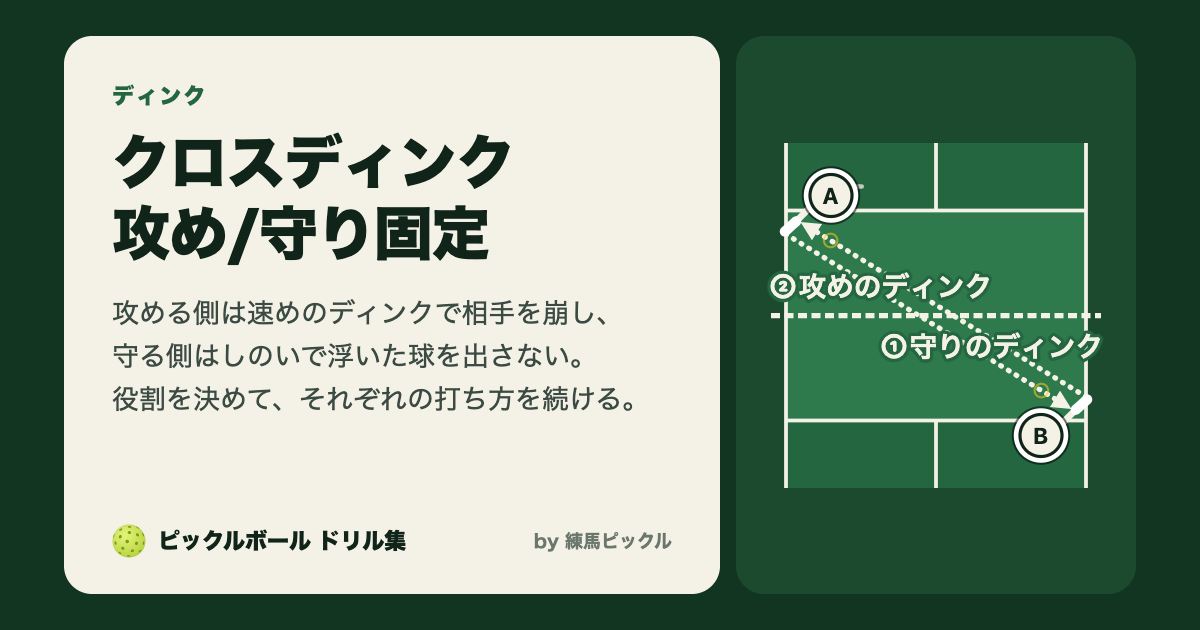 ディンク
クロスディンク
攻め/守り固定
攻める側は速めのディンクで相手を崩し、
守る側はしのいで浮いた球を出さない。
役割を決めて、それぞれの打ち方を続ける。
ピックルボール ドリル集
by 練馬ピックル
A
②攻めのディンク
①守りのディンク
B